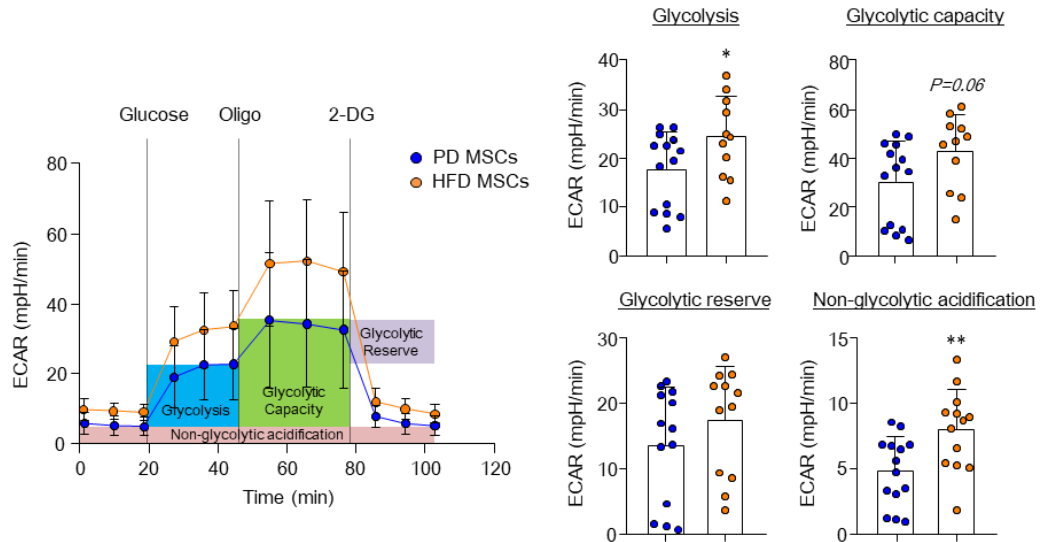 Glucose Oligo 2-DG
PD MSCs
HFD MSCs
ECAR (mpH/min)
80
60
40
20
0
Glycolysis
Glycolytic
Capacity
Glycolytic
Reserve
Non-glycolytic acidification
0 20 40 60 80 100 120
Time (min)
Glycolysis
ECAR (mpH/min)
40
30
20
10
0
*
Glycolytic capacity
ECAR (mpH/min)
80
60
40
20
0
P=0.06
Glycolytic reserve
ECAR (mpH/min)
30
20
10
0
Non-glycolytic acidification
ECAR (mpH/min)
15
10
5
0
**